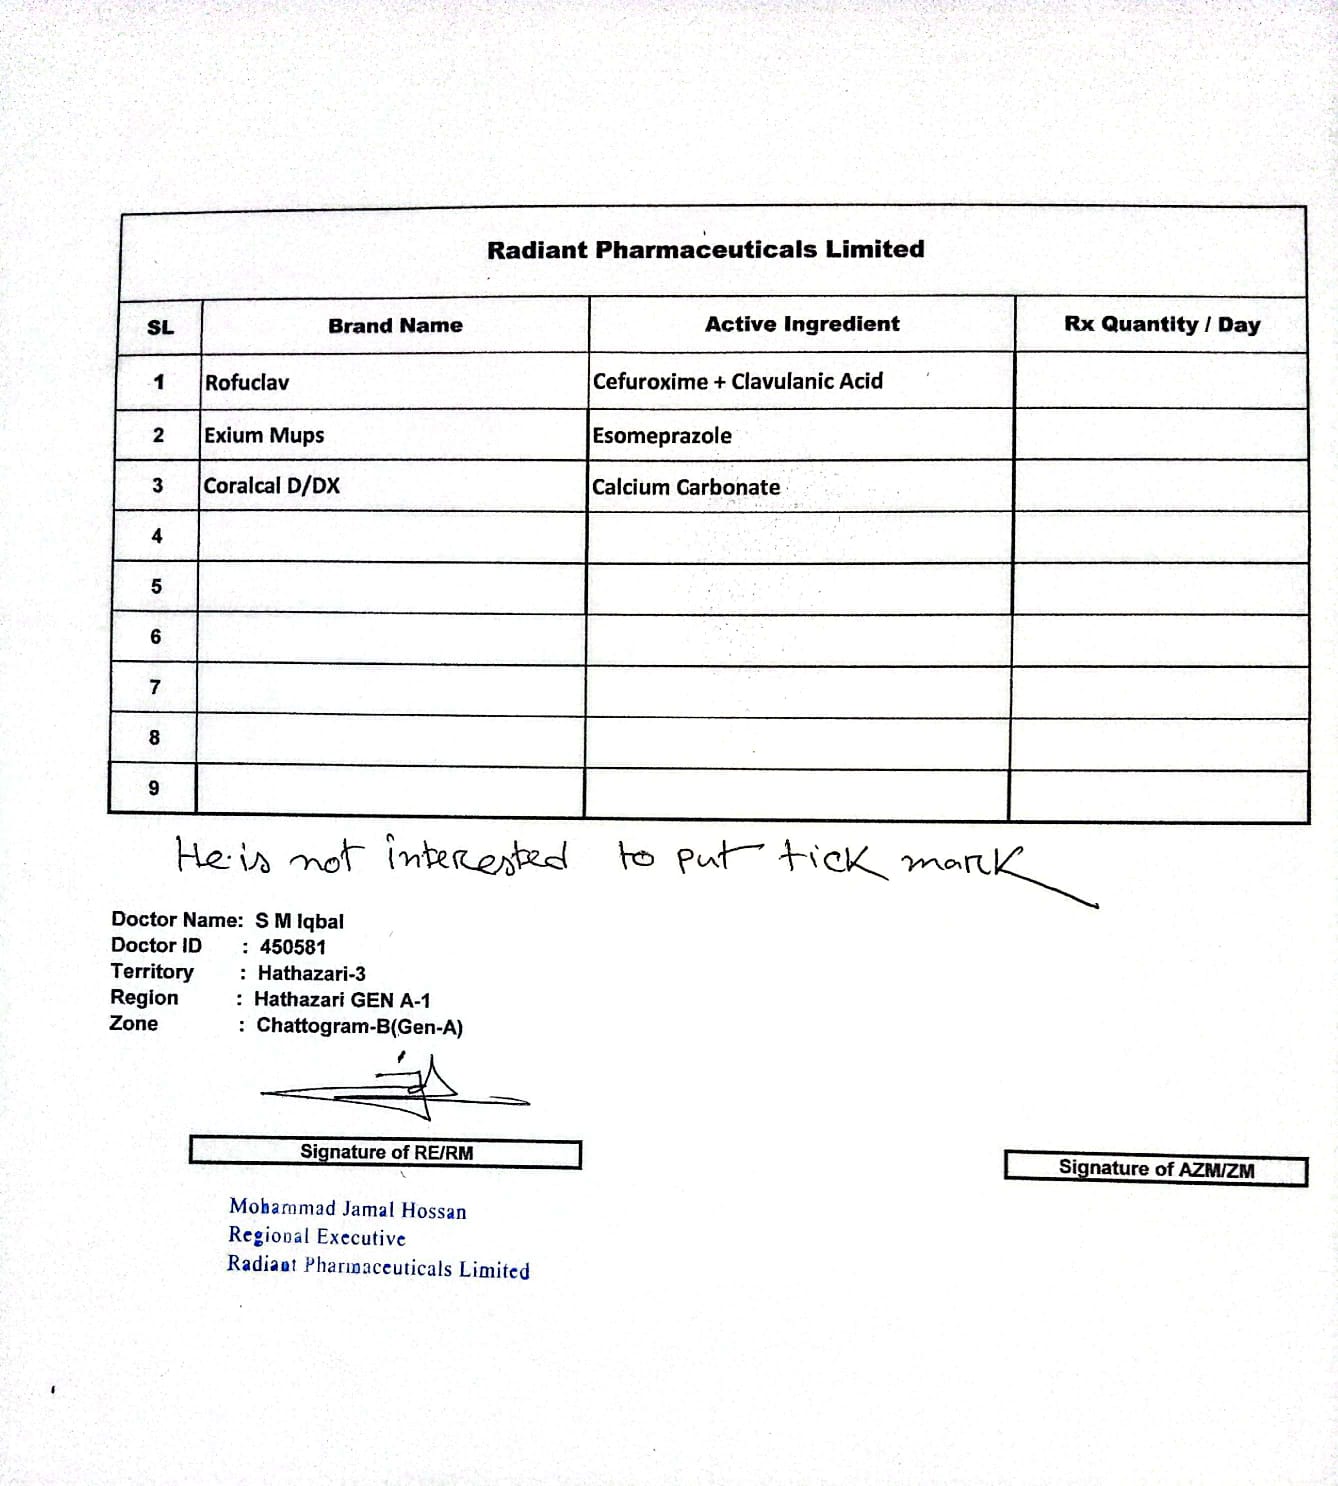 Radiant Pharmaceuticals Limited
SL Brand Name Active Ingredient Rx Quantity / Day
1 Rofuclav Cefuroxime + Clavulanic Acid
2 Exium Mups Esomeprazole
3 Coralcal D/DX Calcium Carbonate
4
5
6
7
8
9
He is not interested to put tick mark
Doctor Name: S M Iqbal
Doctor ID : 450581
Territory : Hathazari-3
Region : Hathazari GEN A-1
Zone : Chattogram-B(Gen-A)
Signature of RE/RM
Signature of AZM/ZM
Mohammad Jamal Hossan
Regional Executive
Radiant Pharmaceuticals Limited